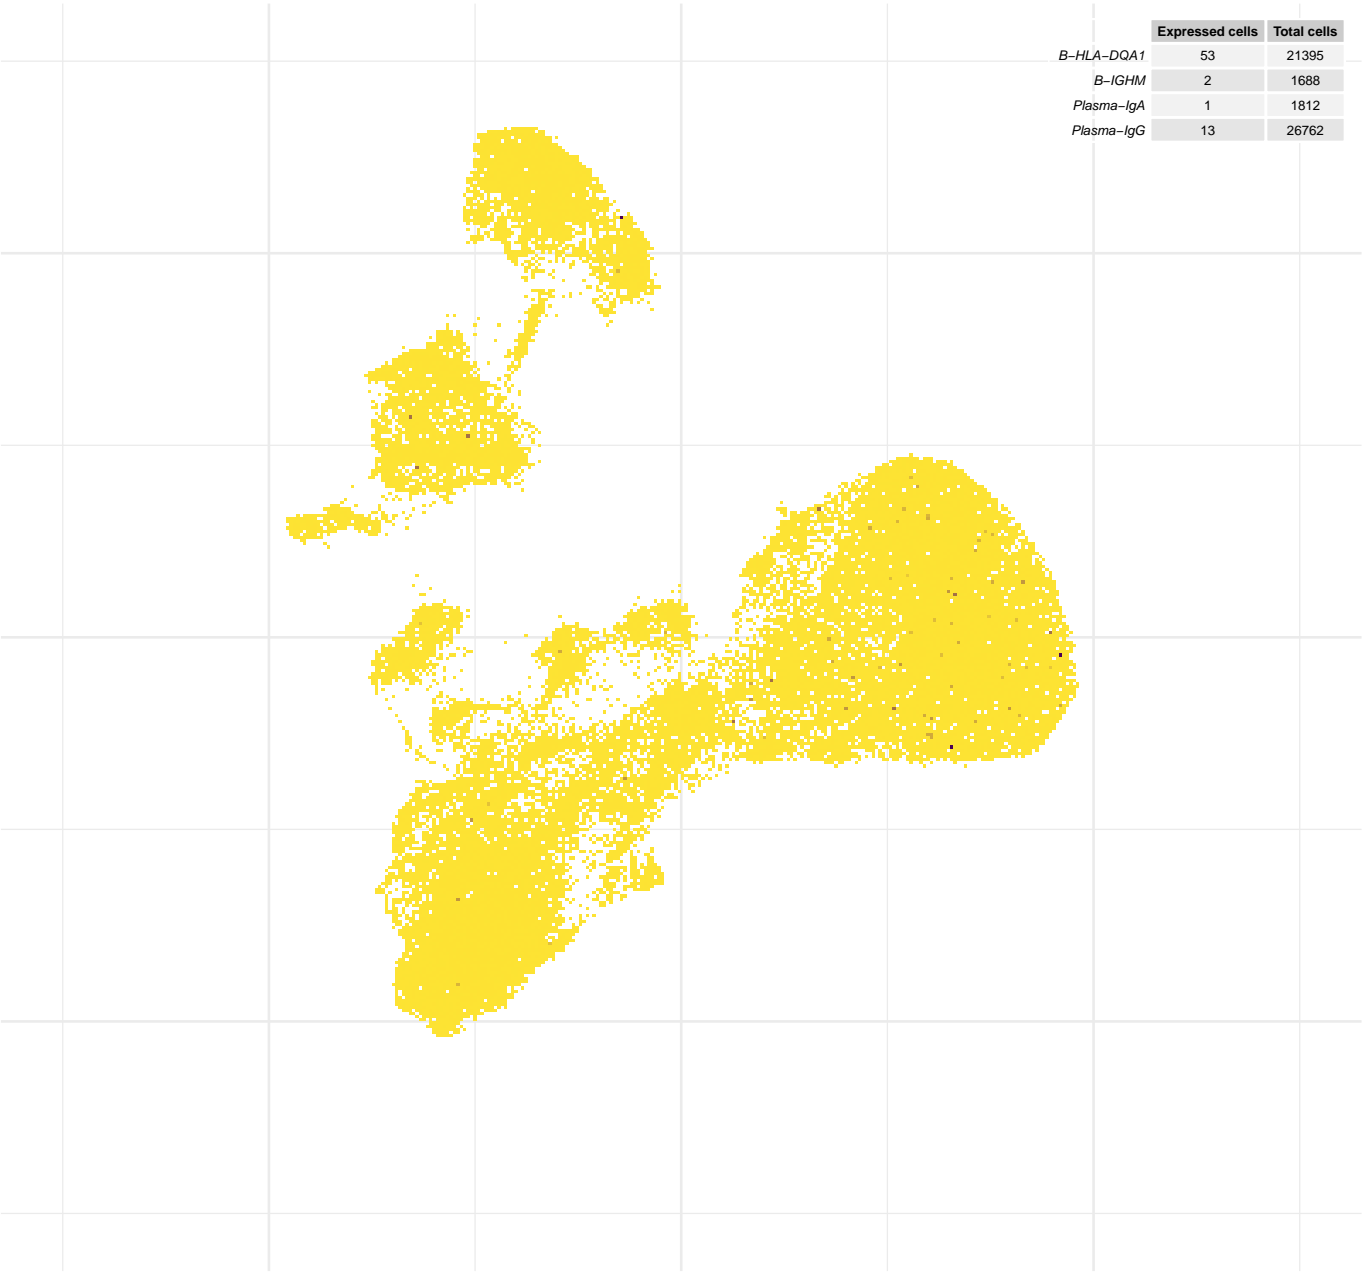 Expressed cells Total cells
B−HLA−DQA1 53 21395
B−IGHM 2 1688
Plasma−IgA 1 1812
Plasma−IgG 13 26762